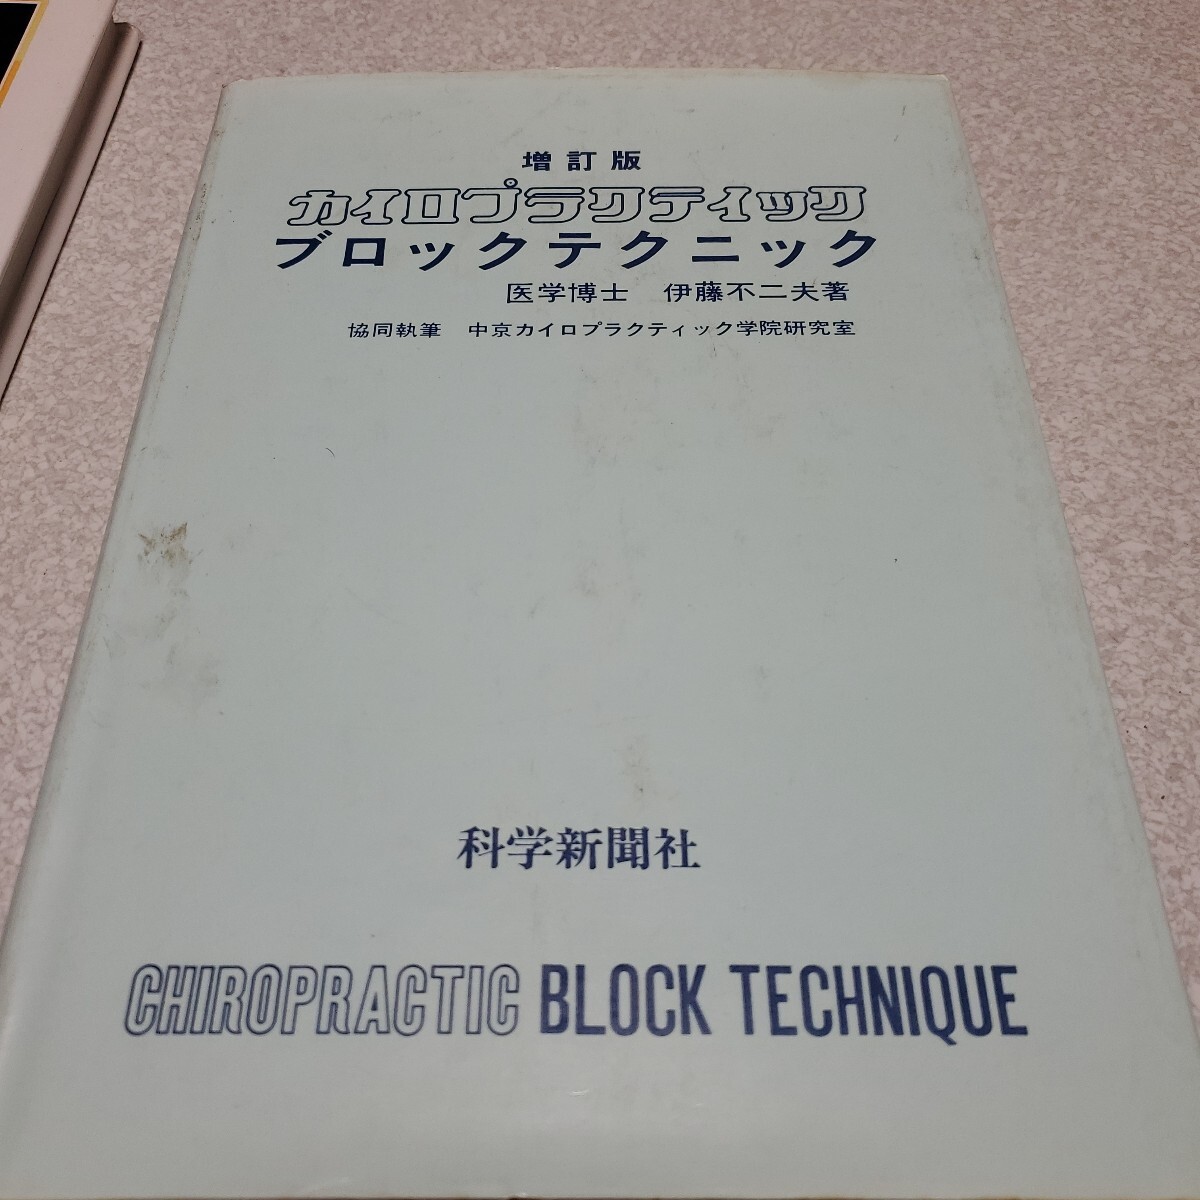 増訂版
カイロプラクティック
ブロックテクニック
医学博士　伊藤不二夫著
協同執筆　中京カイロプラクティック学院研究室
科学新聞社
CHIROPRACTIC BLOCK TECHNIQUE